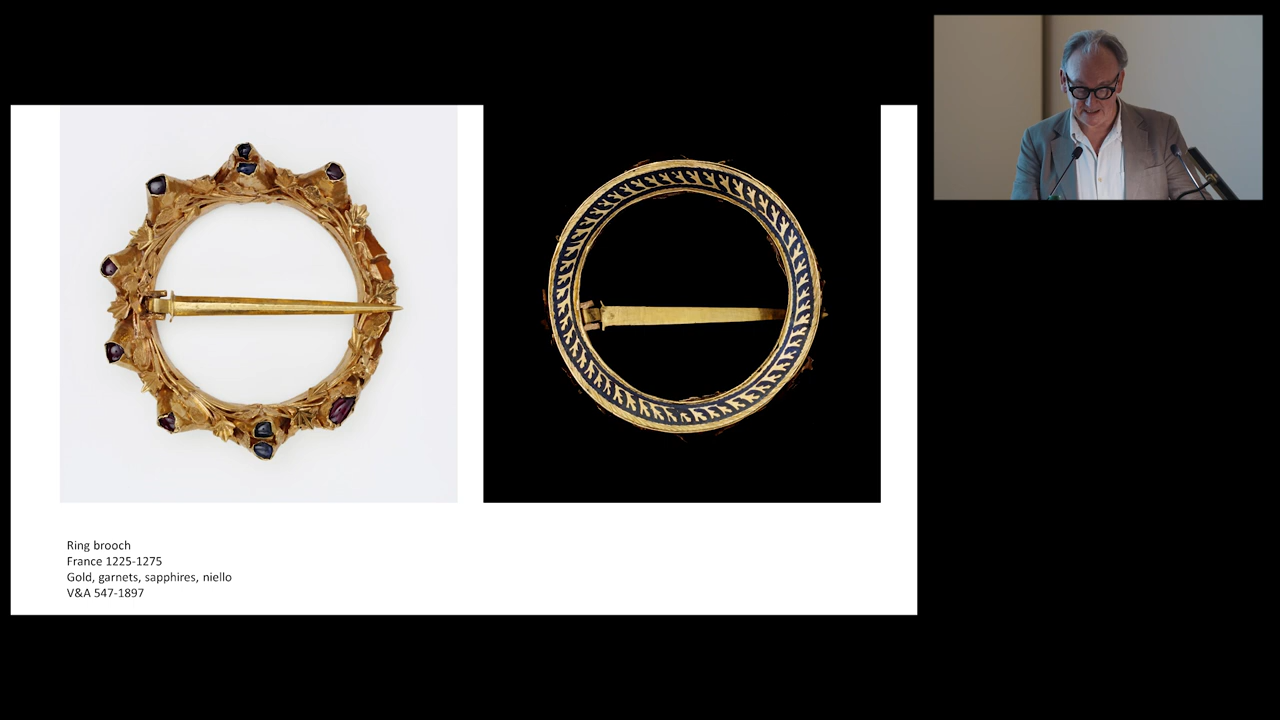 Ring brooch
France 1225-1275
Gold, garnets, sapphires, niello
V&A 547-1897